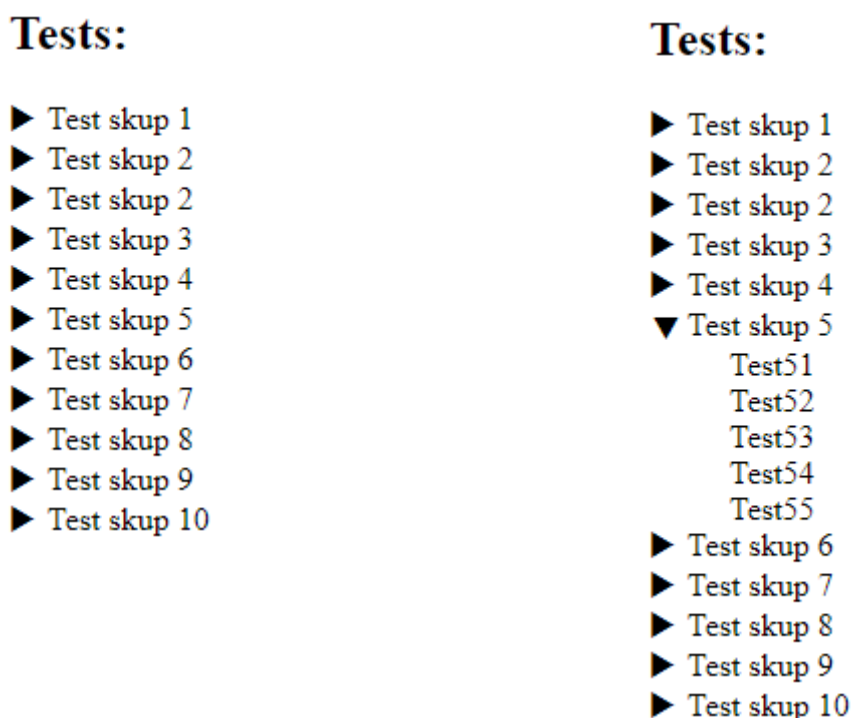 Tests:
▶ Test skup 1
▶ Test skup 2
▶ Test skup 2
▶ Test skup 3
▶ Test skup 4
▶ Test skup 5
▶ Test skup 6
▶ Test skup 7
▶ Test skup 8
▶ Test skup 9
▶ Test skup 10
Tests:
▶ Test skup 1
▶ Test skup 2
▶ Test skup 2
▶ Test skup 3
▶ Test skup 4
▼ Test skup 5
Test51
Test52
Test53
Test54
Test55
▶ Test skup 6
▶ Test skup 7
▶ Test skup 8
▶ Test skup 9
▶ Test skup 10